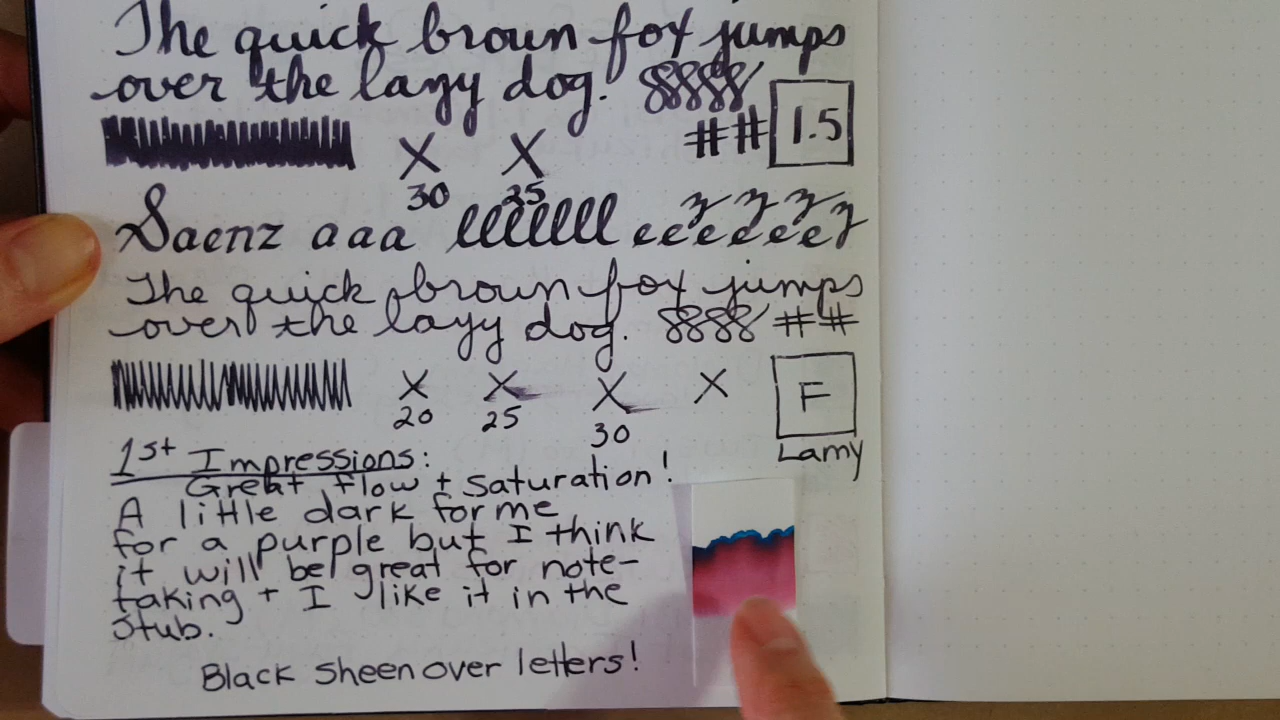 The quick brown fox jumps
over the lazy dog. 8888
## 1.5
X X
30 35
Saenz aaa llllllll eeeeeee zzzz
The quick brown fox jumps
over the lazy dog. 8888 ##
X X X X F
20 25 30
Lamy
1st Impressions:
Great flow + saturation!
A little dark for me
for a purple but I think
it will be great for note-
taking + I like it in the
stub.
Black sheen over letters!